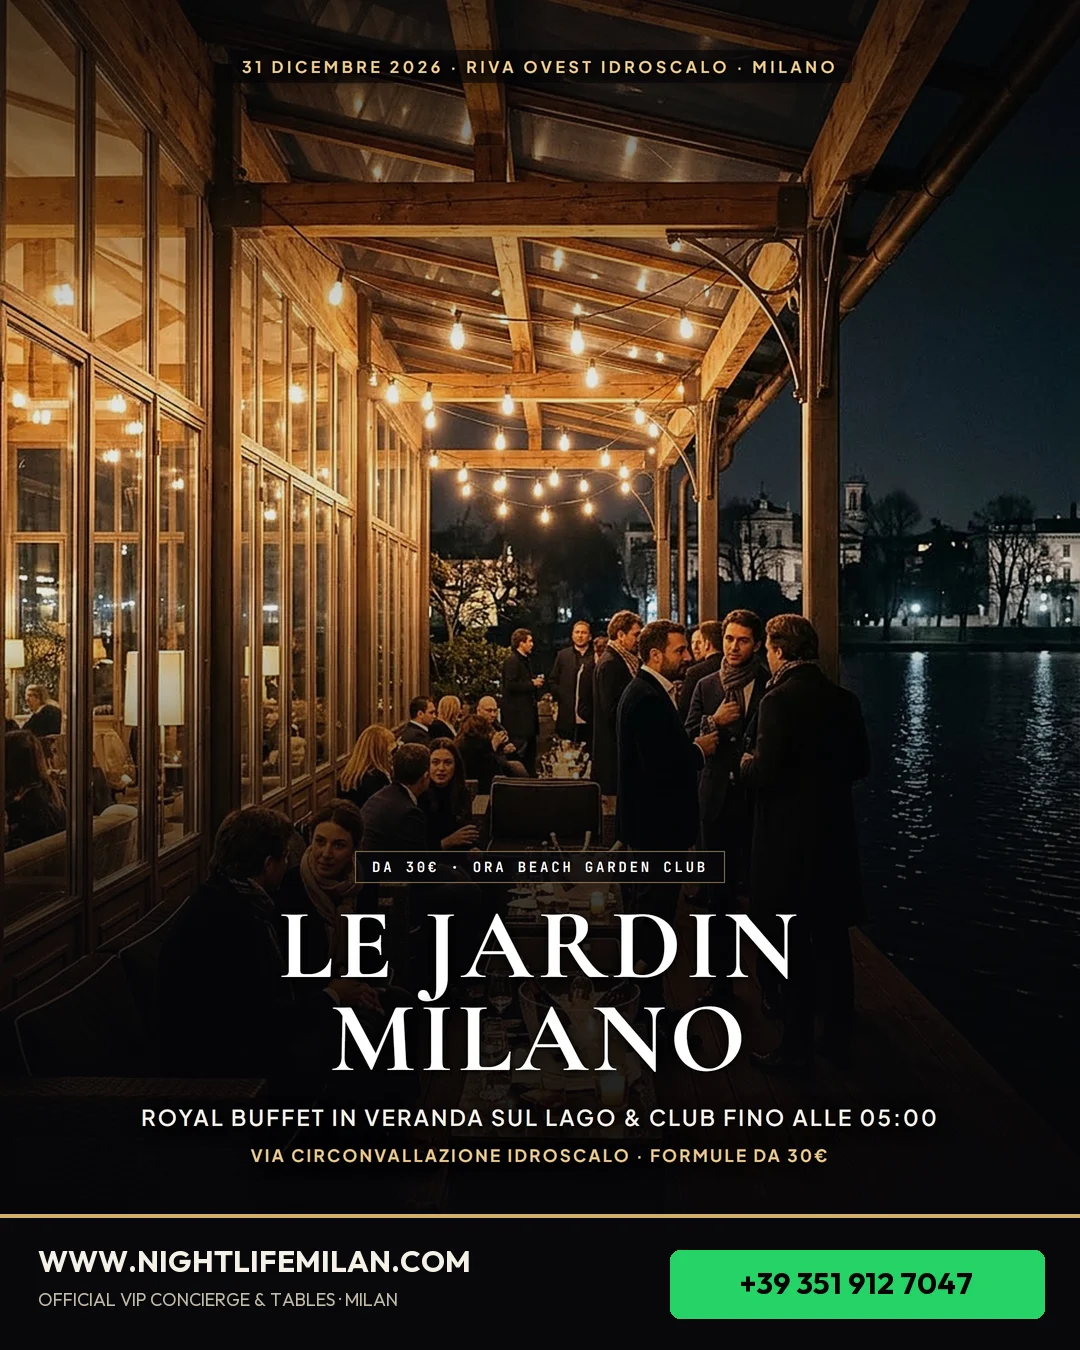 31 DICEMBRE 2026 · RIVA OVEST IDROSCALO · MILANO
DA 30€ · ORA BEACH GARDEN CLUB
LE JARDIN
MILANO
ROYAL BUFFET IN VERANDA SUL LAGO & CLUB FINO ALLE 05:00
VIA CIRCONVALLAZIONE IDROSCALO · FORMULE DA 30€
WWW.NIGHTLIFEMILAN.COM
OFFICIAL VIP CONCIERGE & TABLES · MILAN
+39 351 912 7047